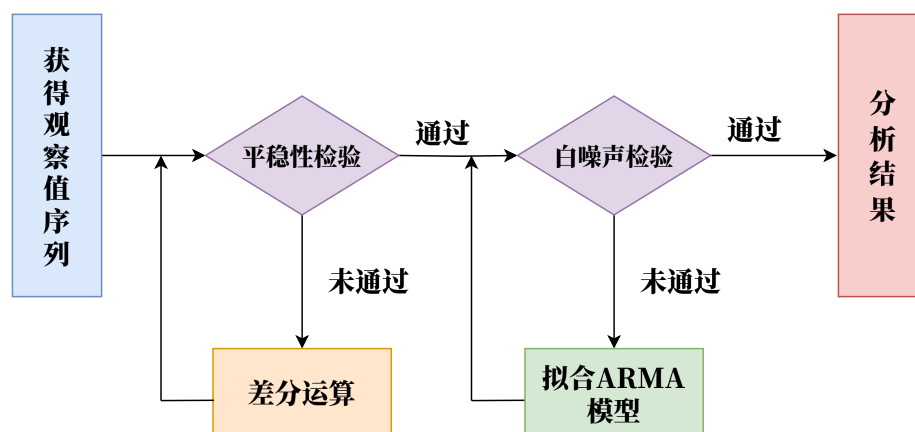 获得观察值序列
平稳性检验
通过
白噪声检验
通过
分析结果
未通过
未通过
差分运算
拟合ARMA
模型